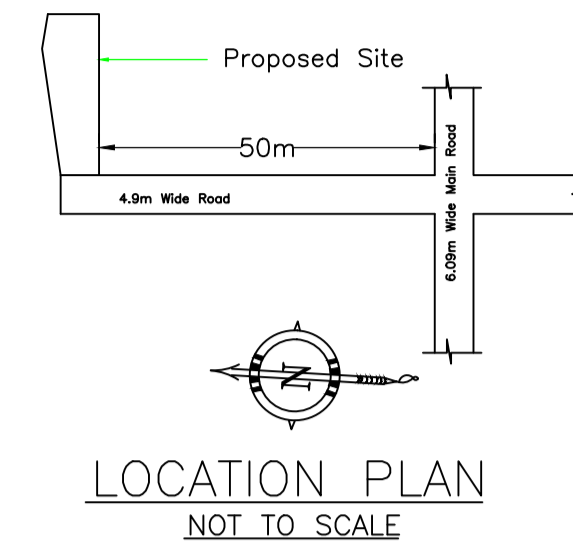 Proposed Site
50m
4.9m Wide Road
6.09m Wide Main Road
N
LOCATION PLAN
NOT TO SCALE